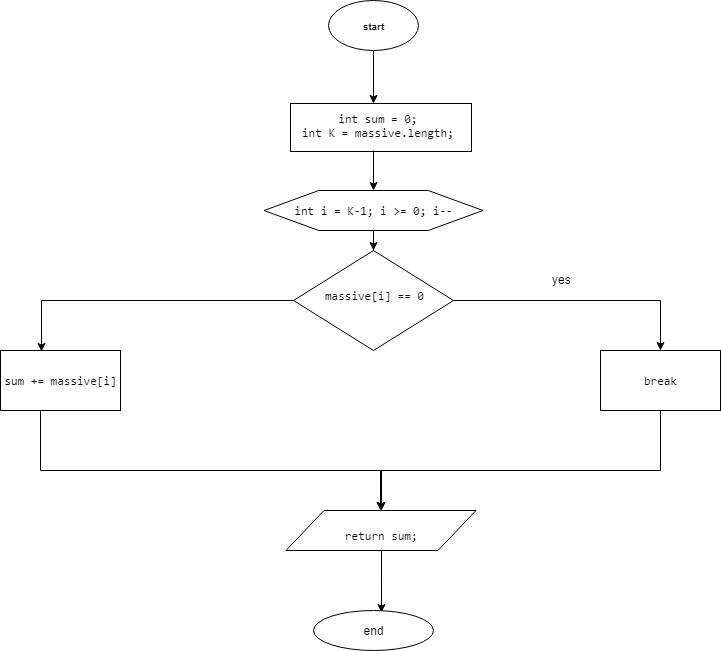 start
int sum = 0;
int K = massive.length;
int i = K-1; i >= 0; i--
massive[i] == 0
yes
sum += massive[i]
break
return sum;
end